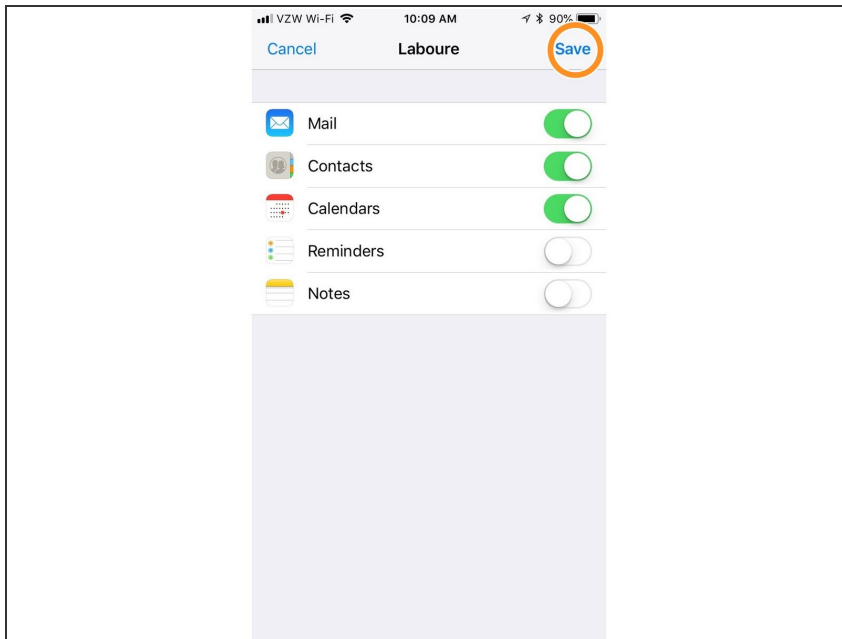 VZW Wi-Fi 10:09 AM 90%
Cancel Laboure Save
Mail
Contacts
Calendars
Reminders
Notes